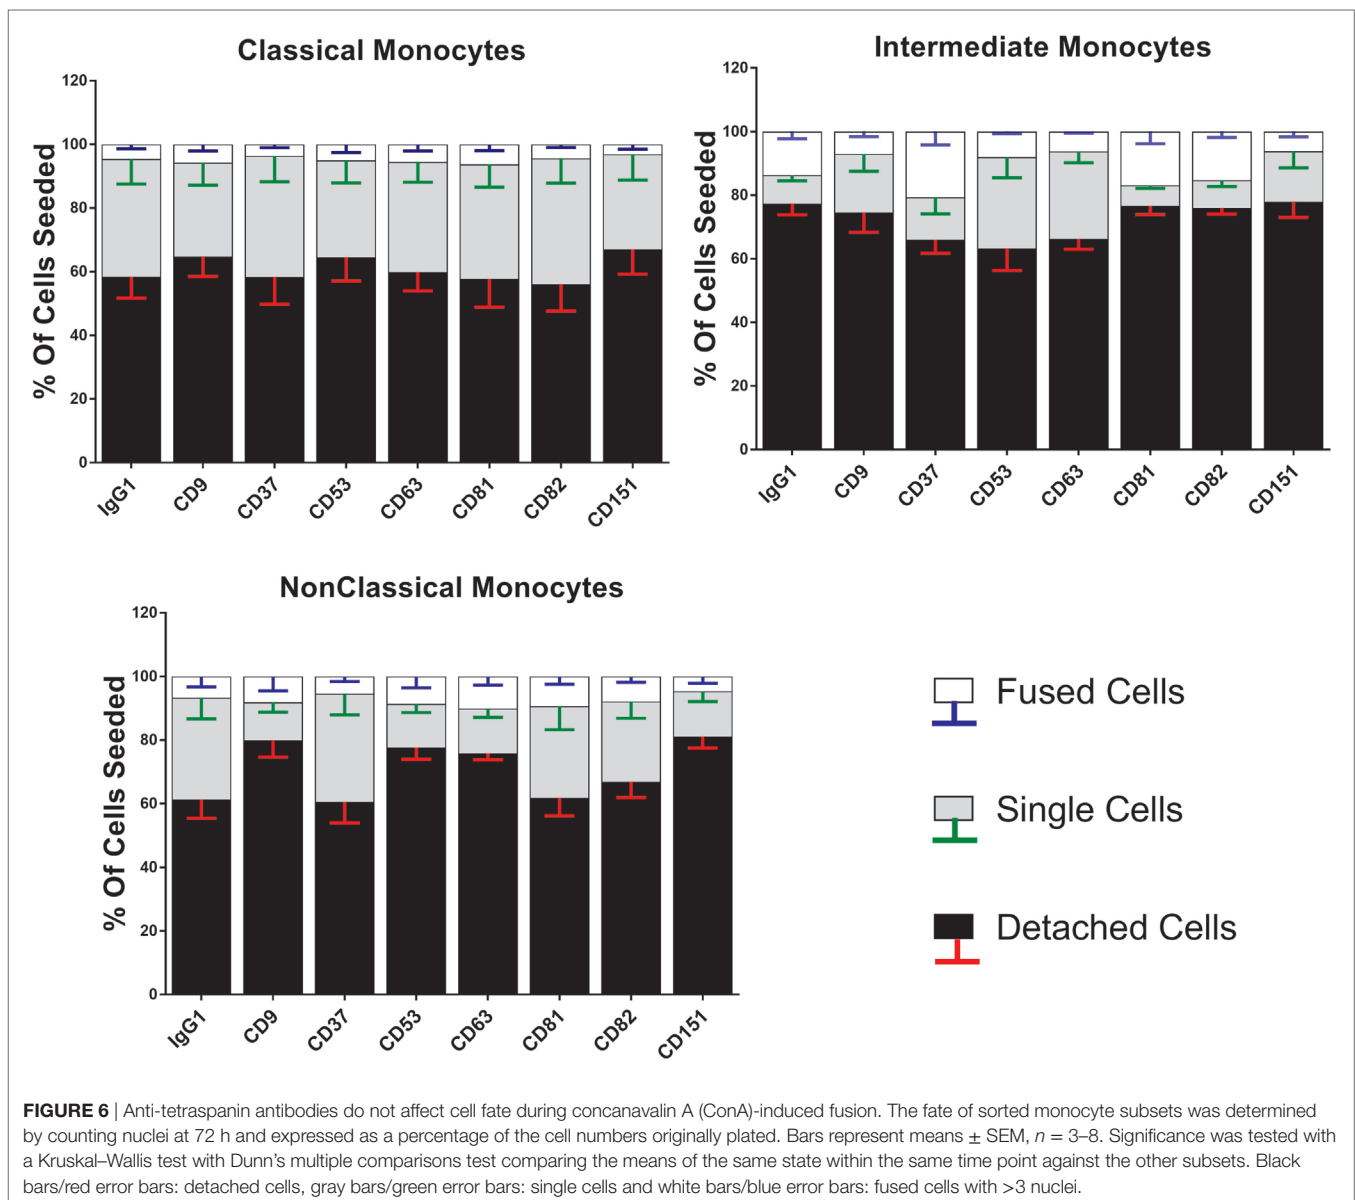 Classical Monocytes
% Of Cells Seeded
120
100
80
60
40
20
0
IgG1
CD9
CD37
CD53
CD63
CD81
CD82
CD151
Intermediate Monocytes
% Of Cells Seeded
120
100
80
60
40
20
0
IgG1
CD9
CD37
CD53
CD63
CD81
CD82
CD151
NonClassical Monocytes
% Of Cells Seeded
120
100
80
60
40
20
0
IgG1
CD9
CD37
CD53
CD63
CD81
CD82
CD151
Fused Cells
Single Cells
Detached Cells
FIGURE 6 | Anti-tetraspanin antibodies do not affect cell fate during concanavalin A (ConA)-induced fusion. The fate of sorted monocyte subsets was determined
by counting nuclei at 72 h and expressed as a percentage of the cell numbers originally plated. Bars represent means ± SEM, n = 3–8. Significance was tested with
a Kruskal–Wallis test with Dunn’s multiple comparisons test comparing the means of the same state within the same time point against the other subsets. Black
bars/red error bars: detached cells, gray bars/green error bars: single cells and white bars/blue error bars: fused cells with >3 nuclei.